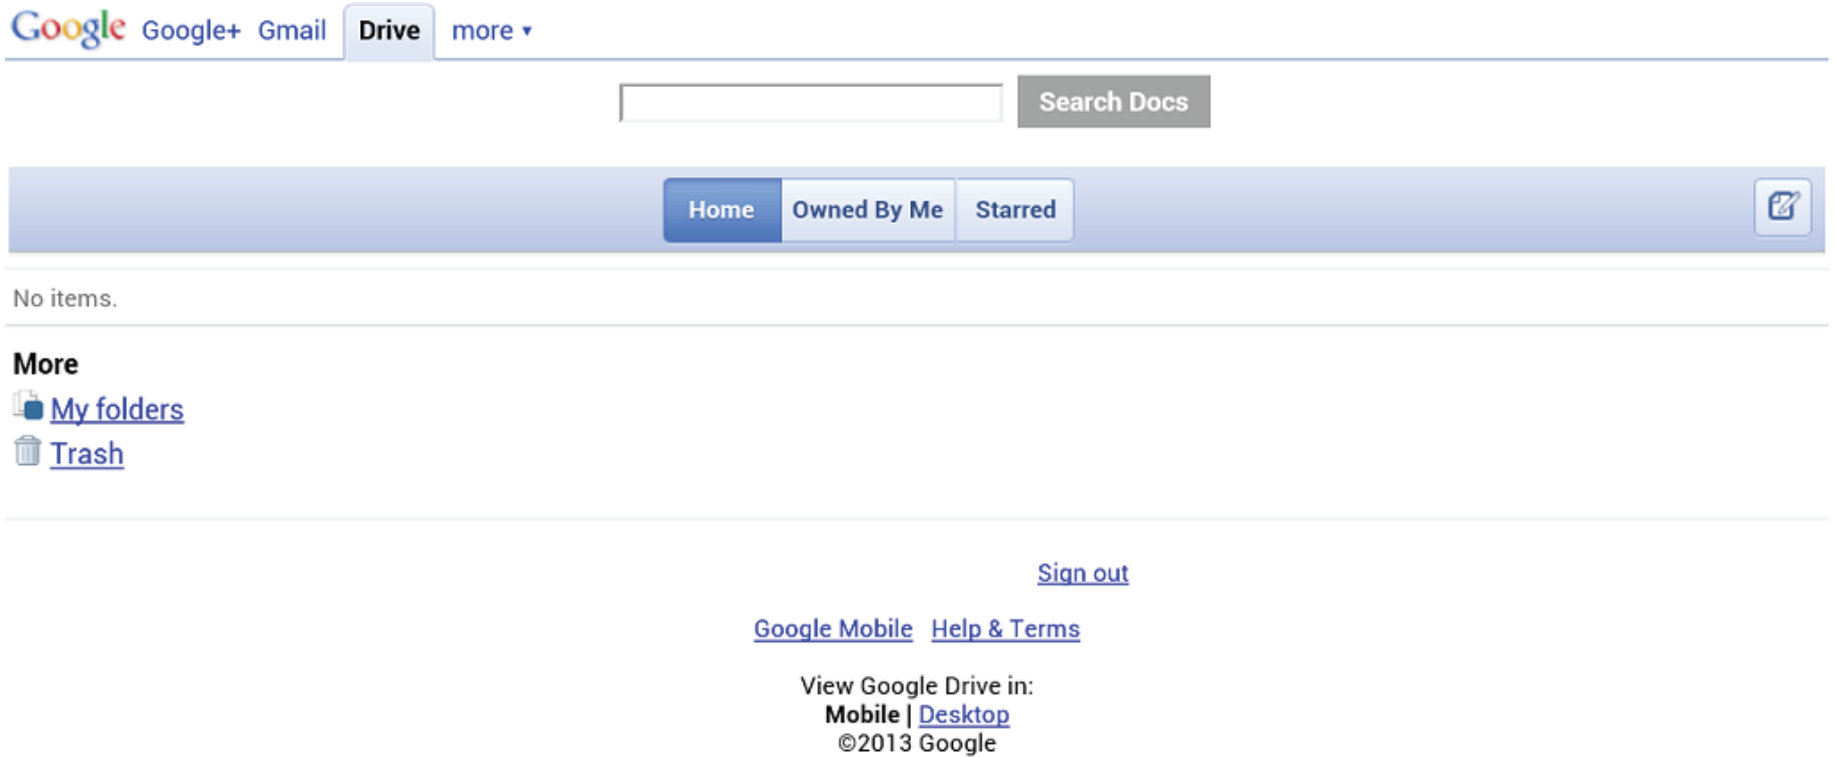 Google Google+ Gmail Drive more ▾
Search Docs
Home Owned By Me Starred
No items.
More
My folders
Trash
Sign out
Google Mobile Help & Terms
View Google Drive in:
Mobile | Desktop
©2013 Google